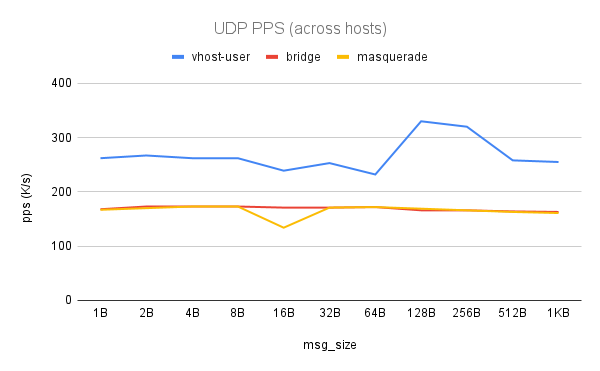 UDP PPS (across hosts)
vhost-user bridge masquerade
pps (K/s)
400
300
200
100
0
1B 2B 4B 8B 16B 32B 64B 128B 256B 512B 1KB
msg_size